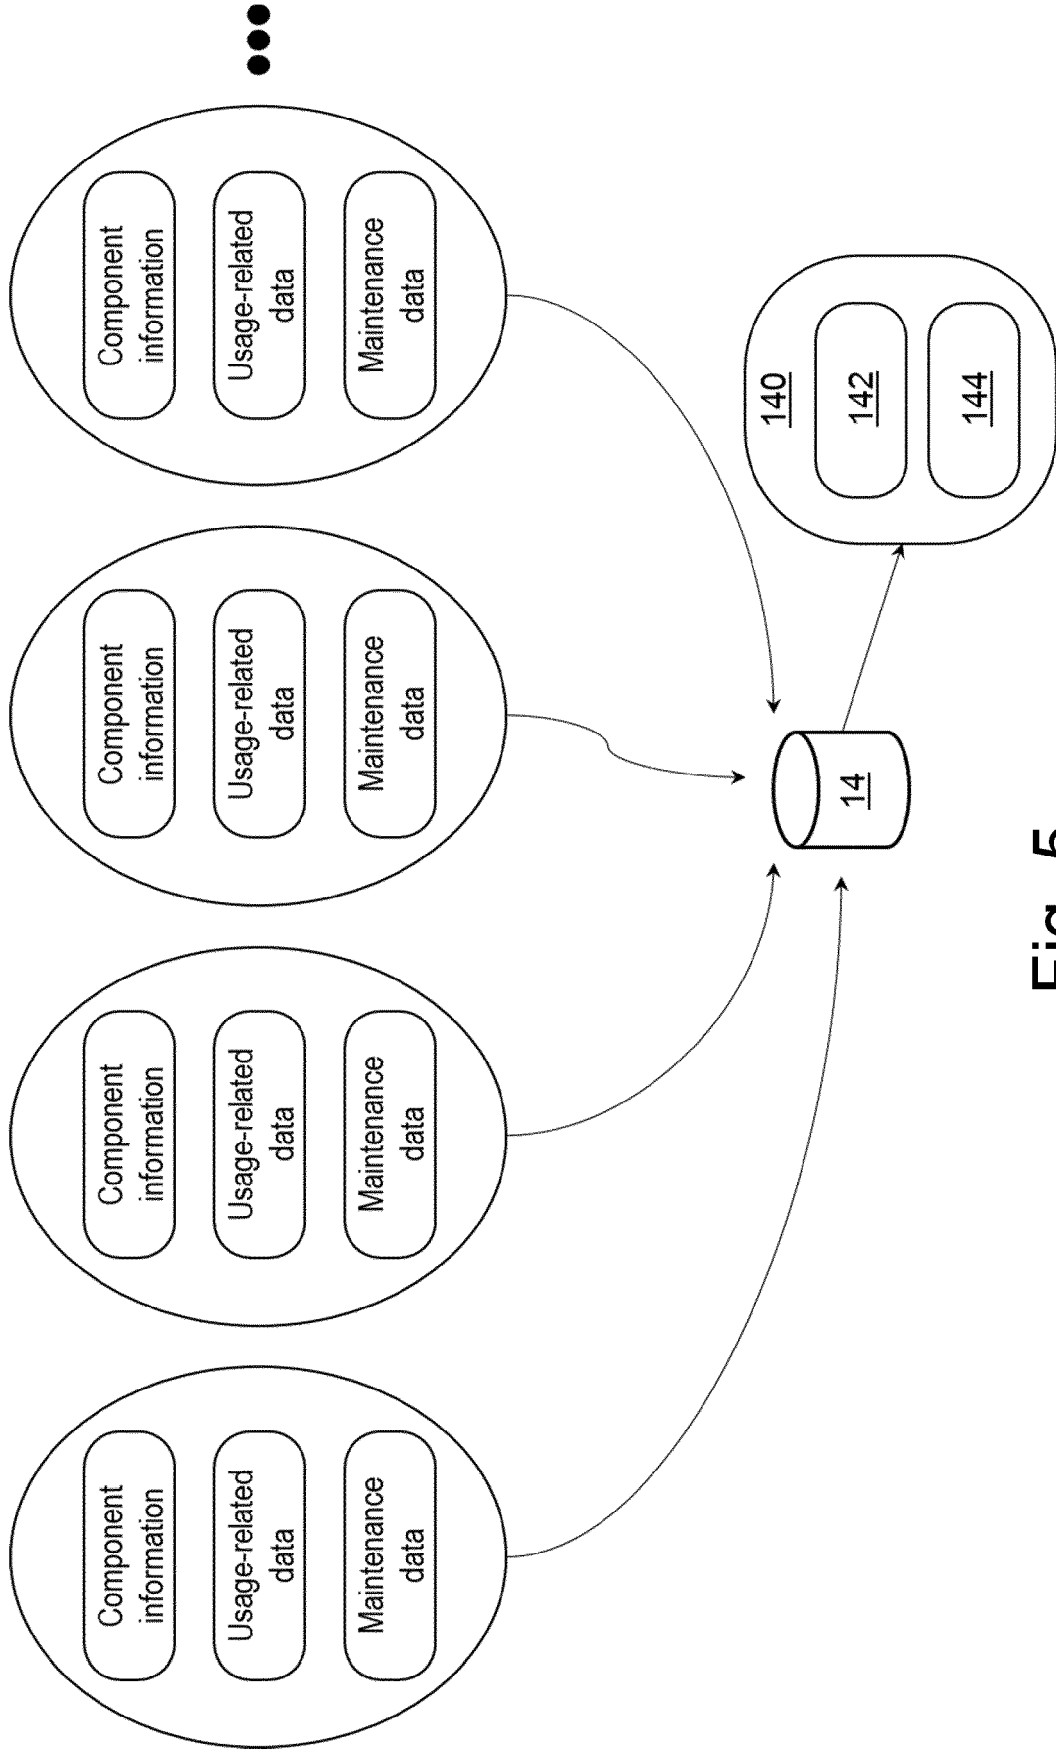 Component
information
Usage-related
data
Maintenance
data
Component
information
Usage-related
data
Maintenance
data
Component
information
Usage-related
data
Maintenance
data
Component
information
Usage-related
data
Maintenance
data
14
140
142
144
Fig. 5